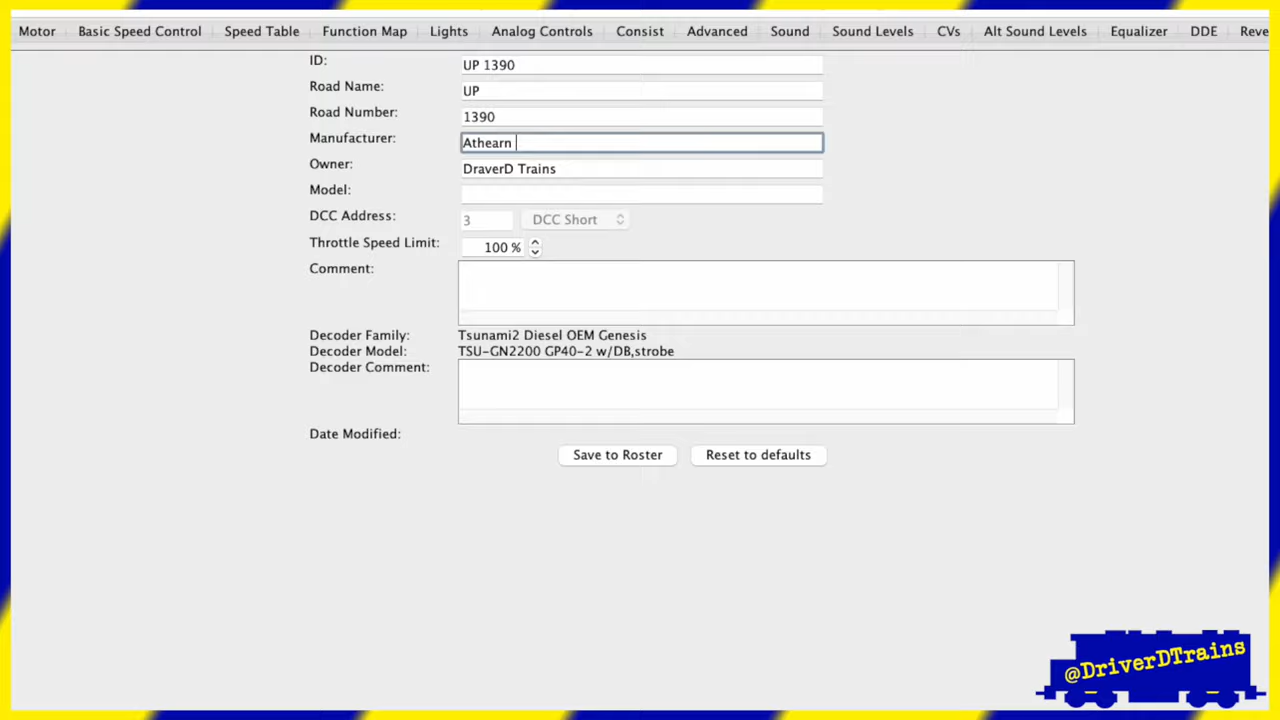 Motor Basic Speed Control Speed Table Function Map Lights Analog Controls Consist Advanced Sound Sound Levels CVs Alt Sound Levels Equalizer DDE Reve
ID: UP 1390
Road Name: UP
Road Number: 1390
Manufacturer: Athearn
Owner: DraverD Trains
Model:
DCC Address: 3 DCC Short
Throttle Speed Limit: 100 %
Comment:
Decoder Family: Tsunami2 Diesel OEM Genesis
Decoder Model: TSU-GN2200 GP40-2 w/DB,strobe
Decoder Comment:
Date Modified:
Save to Roster Reset to defaults
@DriverDTrains